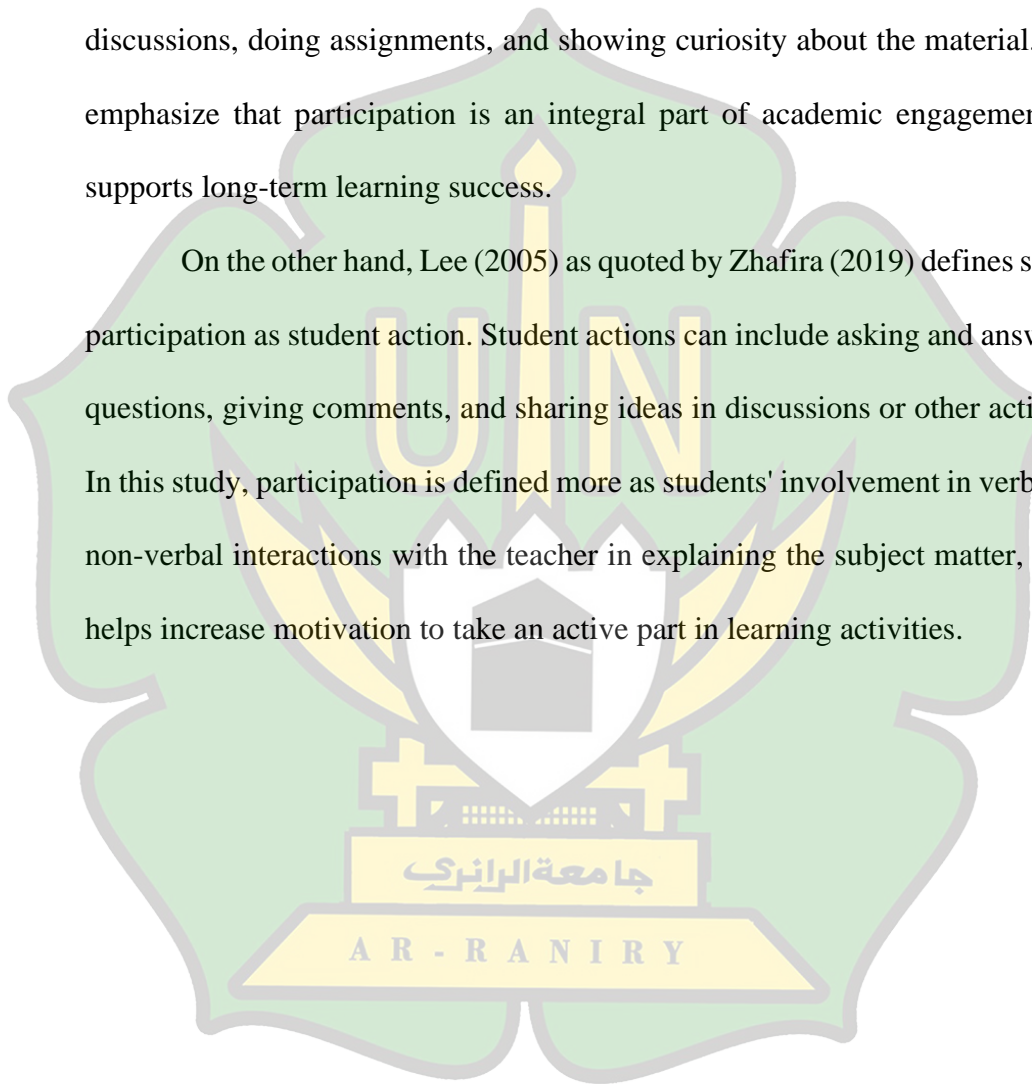 discussions, doing assignments, and showing curiosity about the material.
emphasize that participation is an integral part of academic
supports long-term learning success.
On the other hand, Lee (2005) as quoted by Zhafira (2019) defines
participation as student action. Student actions can include asking and
questions, giving comments, and sharing ideas in discussions or other
In this study, participation is defined more as students' involvement in
non-verbal interactions with the teacher in explaining the subject matter,
helps increase motivation to take an active part in learning activities.
UIN
جامعة الرانري
AR-RANIRY